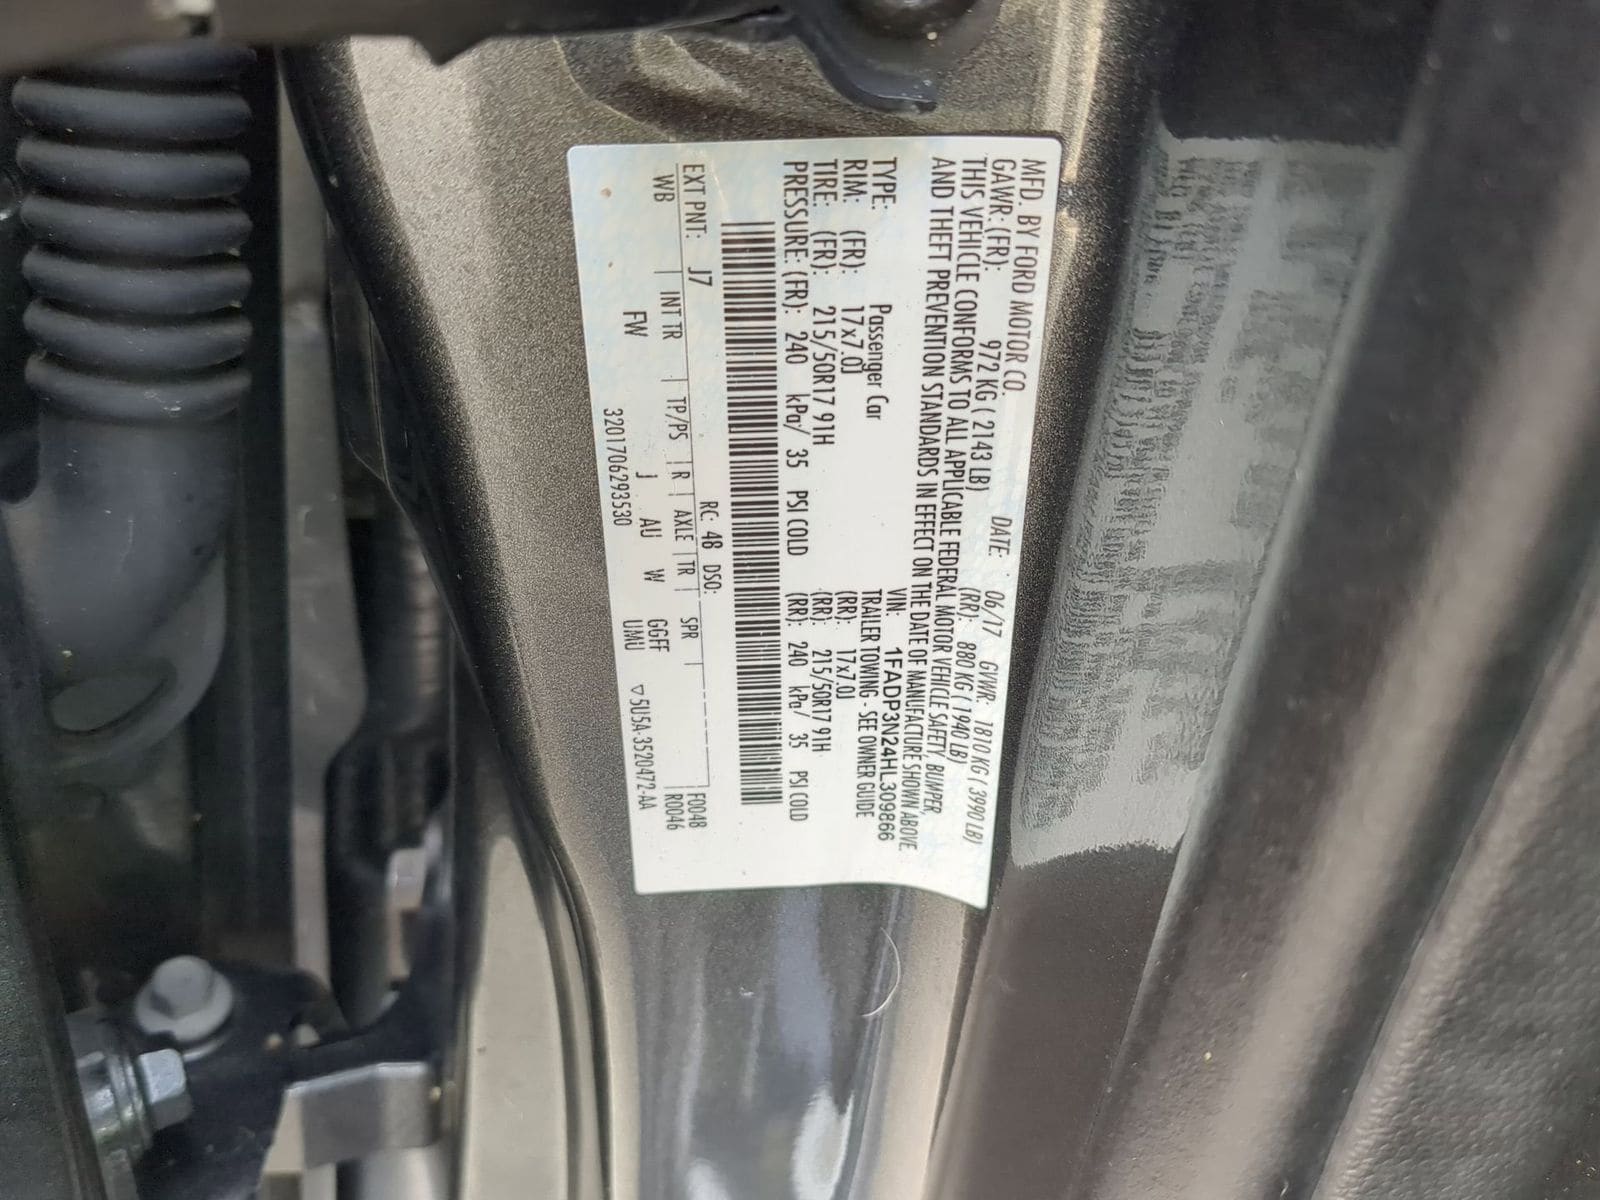 MFD. BY FORD MOTOR CO. DATE: 06/17 GVWR: 1810 KG ( 3990 LB)
GAWR: (FR): 972 KG ( 2143 LB) (RR): 880 KG ( 1940 LB)
THIS VEHICLE CONFORMS TO ALL APPLICABLE FEDERAL MOTOR VEHICLE SAFETY, BUMPER,
AND THEFT PREVENTION STANDARDS IN EFFECT ON THE DATE OF MANUFACTURE SHOWN ABOVE.
VIN: 1FADP3N24HL309866
TYPE: Passenger Car TRAILER TOWING - SEE OWNER GUIDE
RIM: (FR): 17x7.0J (RR): 17x7.0J
TIRE: (FR): 215/50R17 91H (RR): 215/50R17 91H
PRESSURE: (FR): 240 kPa/ 35 PSI COLD (RR): 240 kPa/ 35 PSI COLD
EXT PNT: J7 RC: 48 DSO: F0048
WB | INT TR | TP/PS | R | AXLE | TR | SPR | R0046
FW J AU W GGFF
UMU
3201706293530 ▽5U5A-3520472-AA